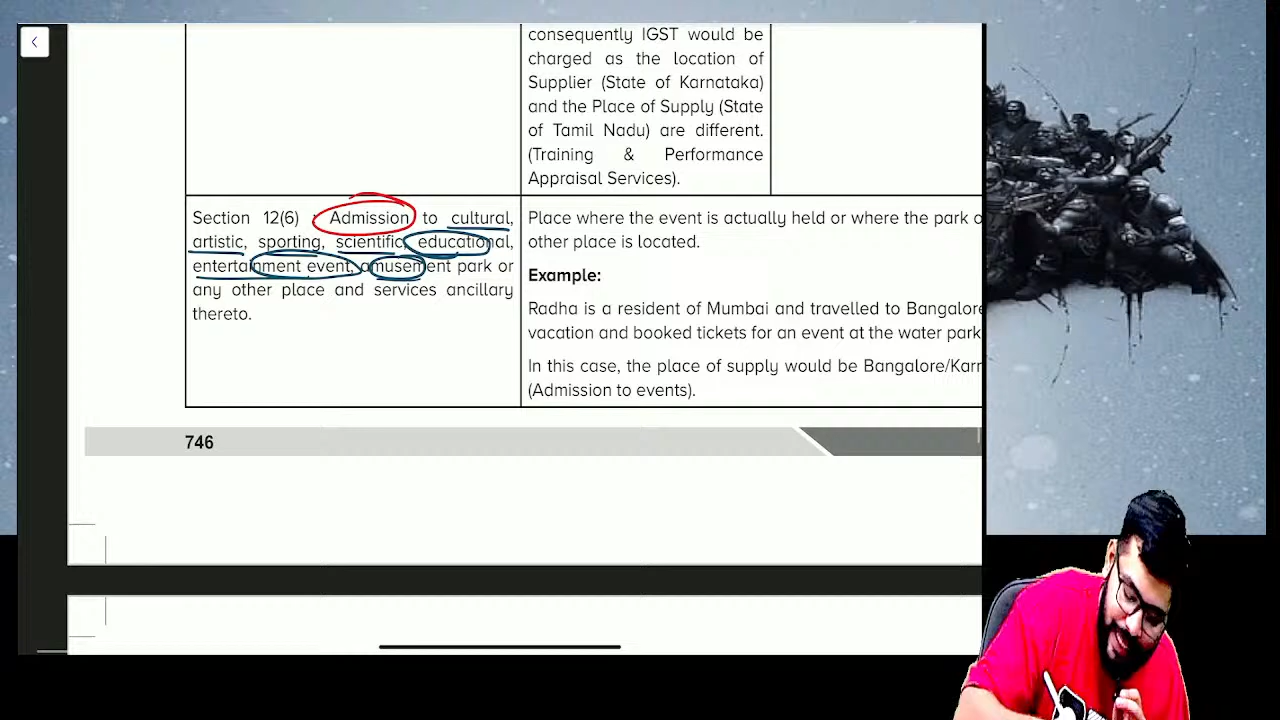 consequently IGST would be
charged as the location of
Supplier (State of Karnataka)
and the Place of Supply (State
of Tamil Nadu) are different.
(Training & Performance
Appraisal Services).
Section 12(6) : Admission to cultural,
artistic, sporting, scientific, educational,
entertainment event, amusement park or
any other place and services ancillary
thereto.
Place where the event is actually held or where the park o
other place is located.
Example:
Radha is a resident of Mumbai and travelled to Bangalore
vacation and booked tickets for an event at the water park
In this case, the place of supply would be Bangalore/Karn
(Admission to events).
746